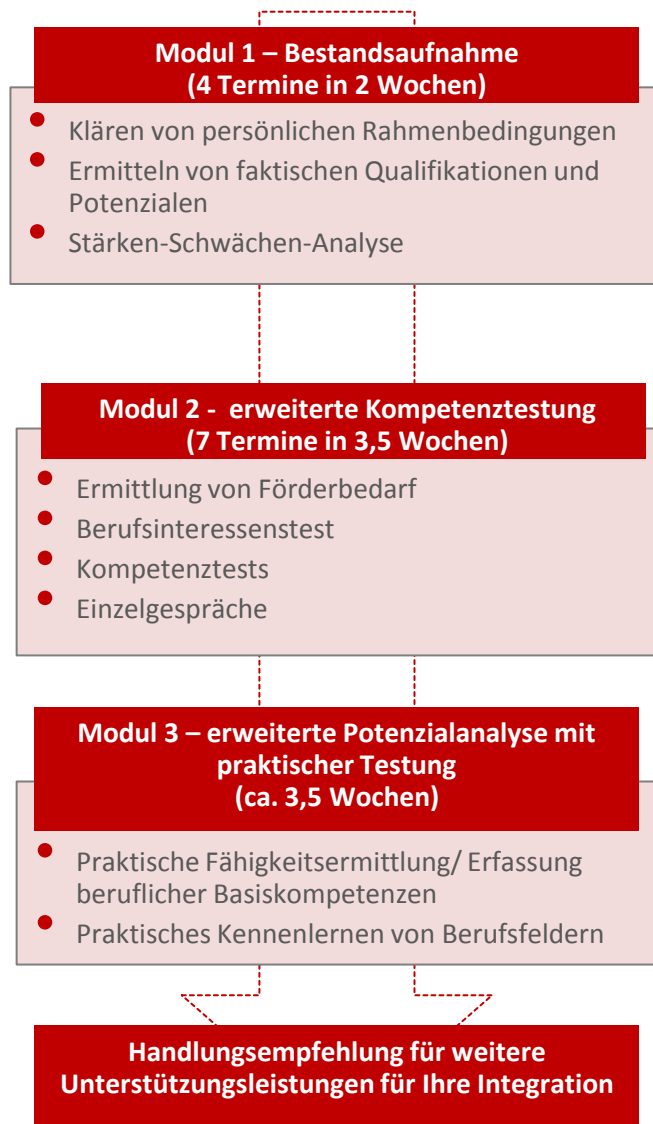 Modul 1 – Bestandsaufnahme
(4 Termine in 2 Wochen)
• Klären von persönlichen Rahmenbedingungen
• Ermitteln von faktischen Qualifikationen und
Potenzialen
• Stärken-Schwächen-Analyse
Modul 2 - erweiterte Kompetenztestung
(7 Termine in 3,5 Wochen)
• Ermittlung von Förderbedarf
• Berufsinteressenstest
• Kompetenztests
• Einzelgespräche
Modul 3 – erweiterte Potenzialanalyse mit
praktischer Testung
(ca. 3,5 Wochen)
• Praktische Fähigkeitsermittlung/ Erfassung
beruflicher Basiskompetenzen
• Praktisches Kennenlernen von Berufsfeldern
Handlungsempfehlung für weitere
Unterstützungsleistungen für Ihre Integration